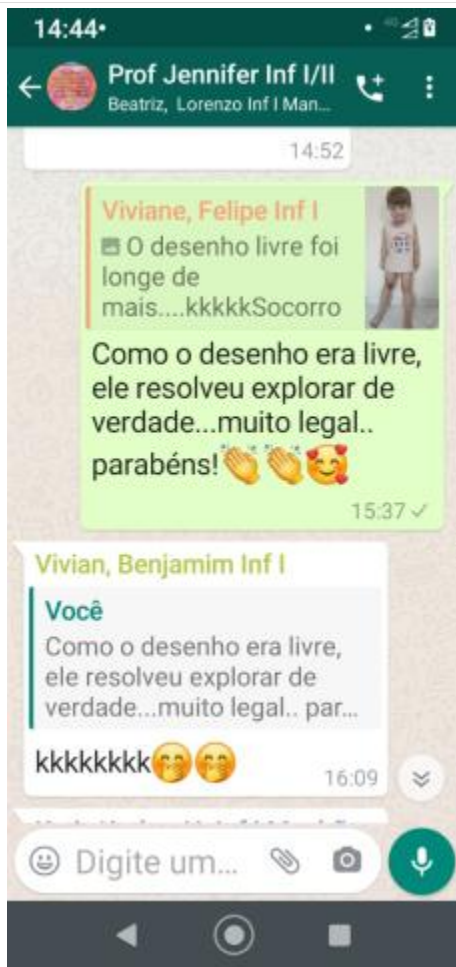 14:44
Prof Jennifer Inf I/II
Beatriz, Lorenzo Inf I Man...
14:52
Viviane, Felipe Inf I
O desenho livre foi
longe de
mais....kkkkkSocorro
Como o desenho era livre,
ele resolveu explorar de
verdade...muito legal..
parabéns!👏👏🥰
15:37
Vivian, Benjamim Inf I
Você
Como o desenho era livre,
ele resolveu explorar de
verdade...muito legal.. par...
kkkkkkkk🤭🤭
16:09
Digite um...